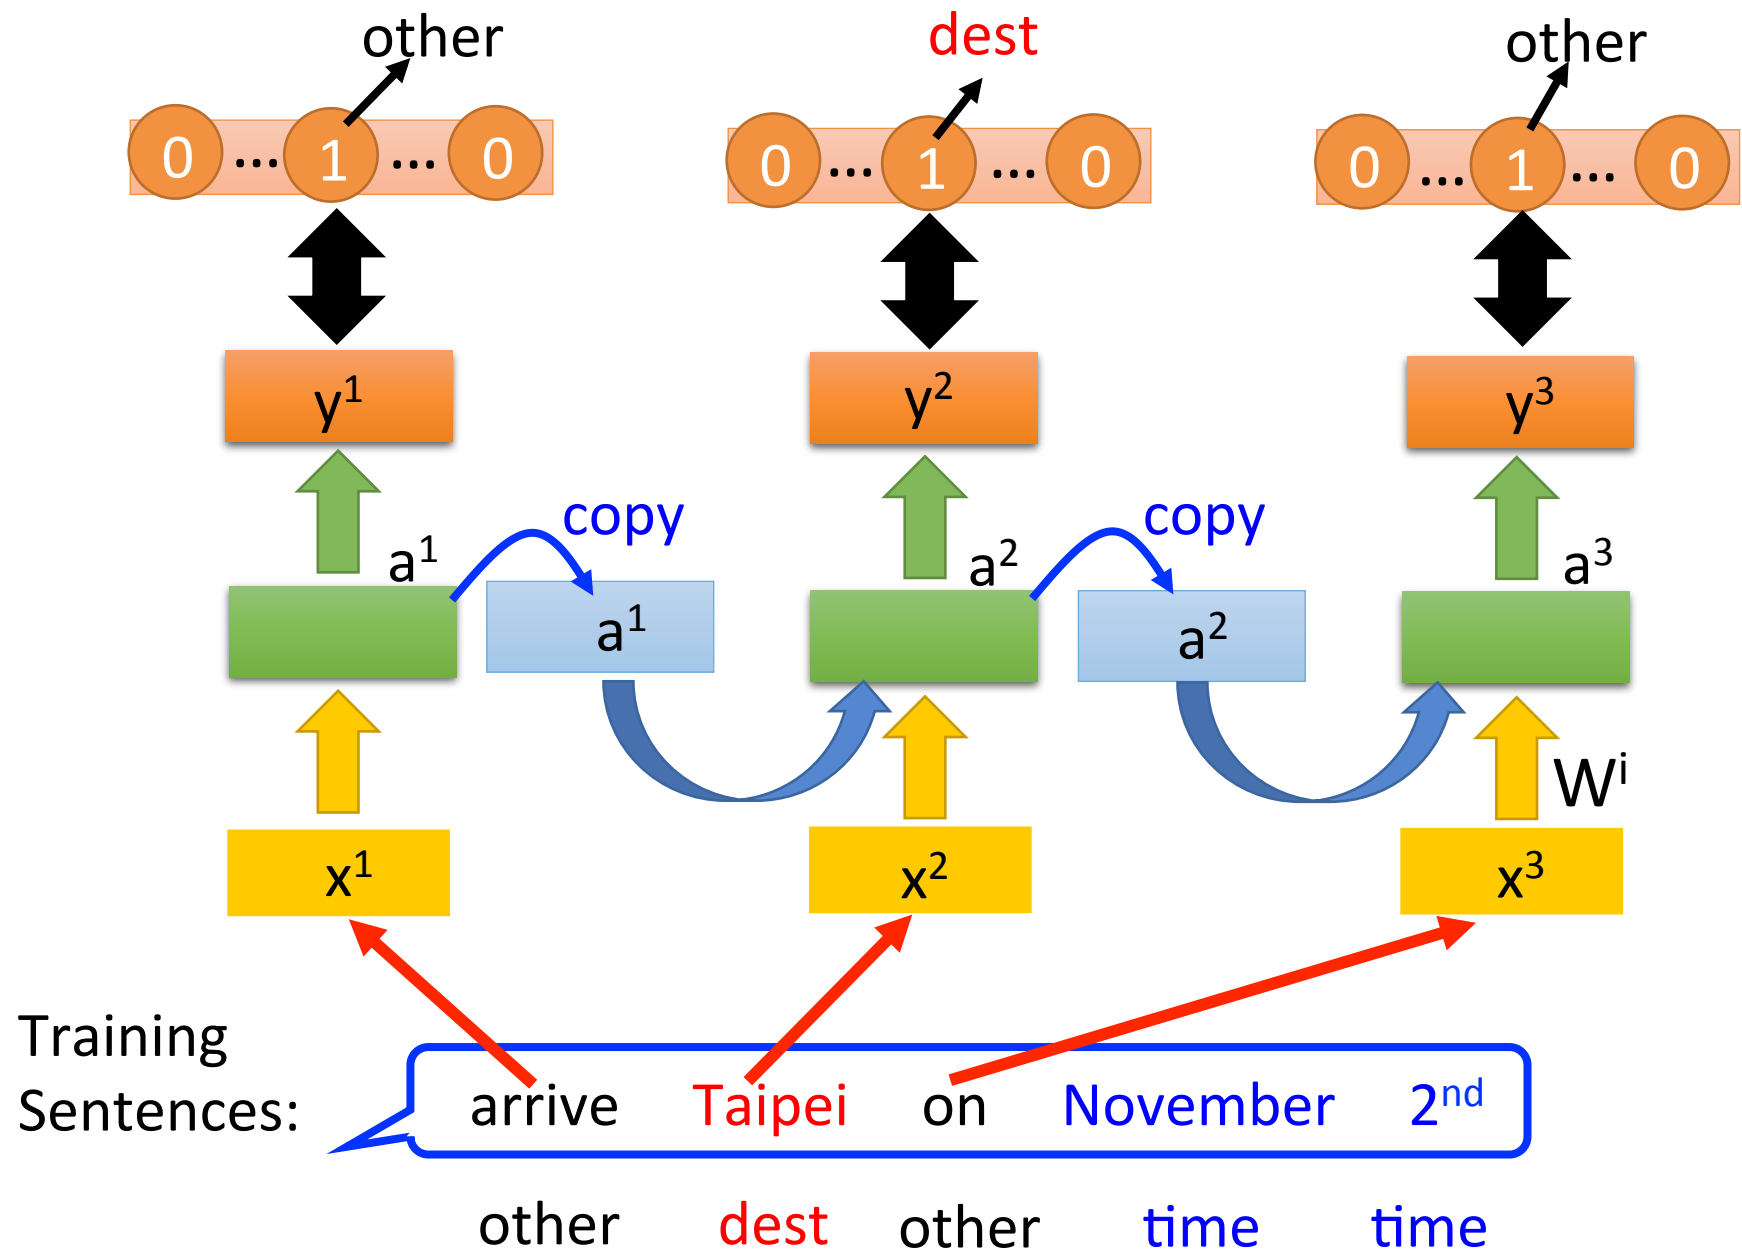 other dest other
0 ... 1 ... 0 0 ... 1 ... 0 0 ... 1 ... 0
y¹ y² y³
copy copy
a¹ a² a³
a¹ a²
Wⁱ
x¹ x² x³
Training
Sentences:
arrive Taipei on November 2ⁿᵈ
other dest other time time